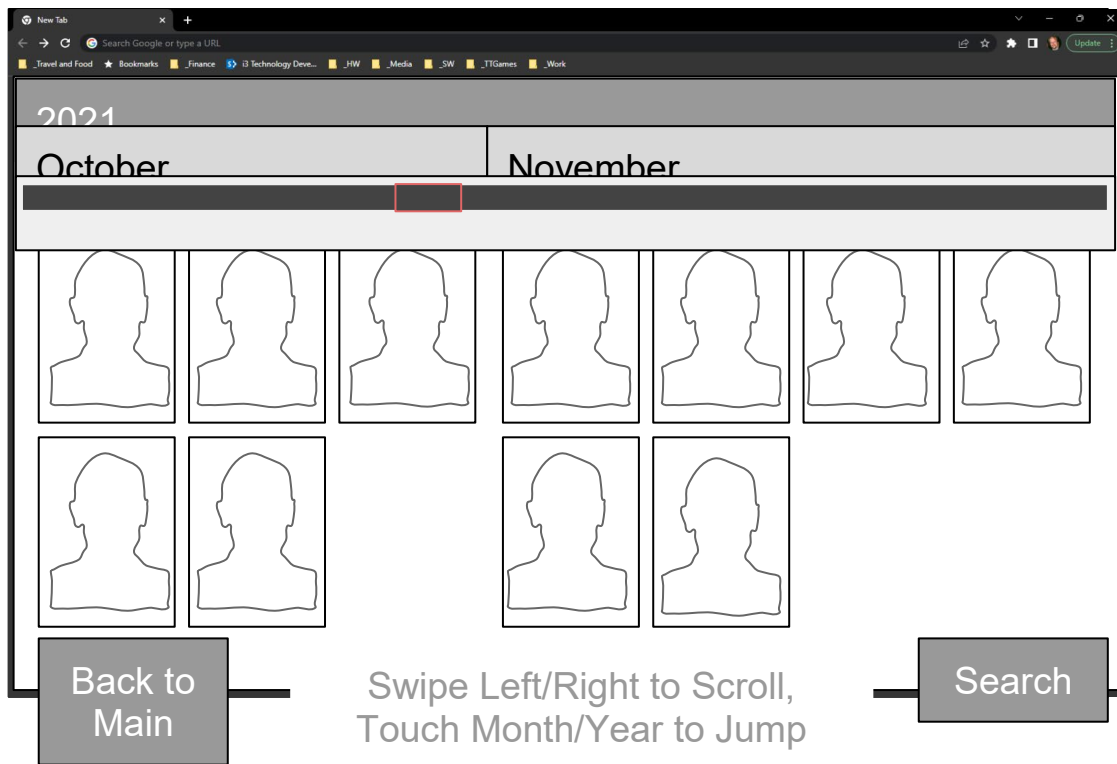 New Tab
Search Google or type a URL
Update
_Travel and Food Bookmarks _Finance i3 Technology Deve... _HW _Media _SW _TTGames _Work
2021
October November
Back to
Main
Swipe Left/Right to Scroll,
Touch Month/Year to Jump
Search